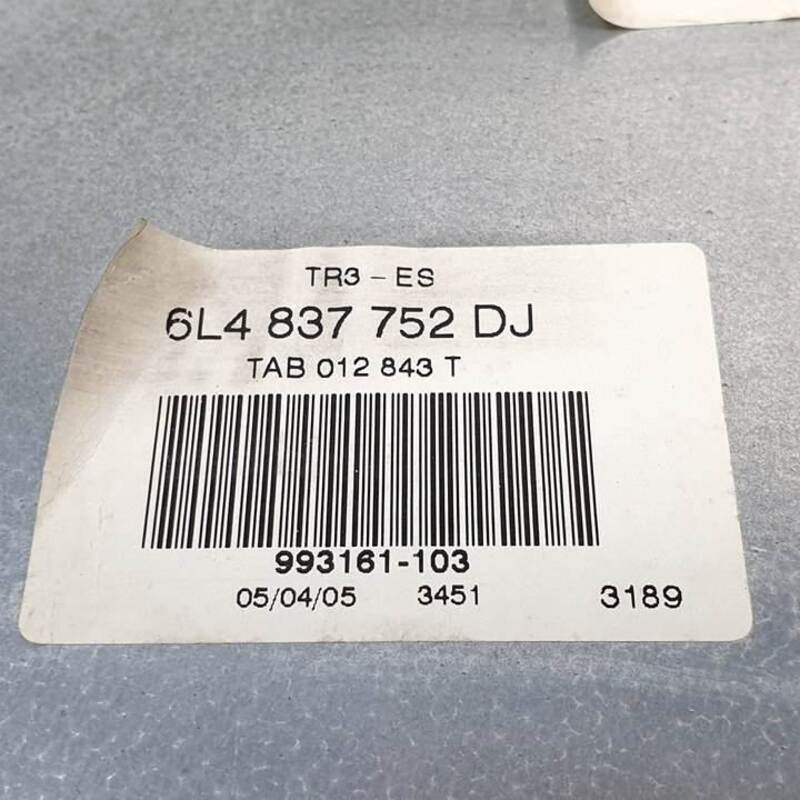 TR3 - ES
6L4 837 752 DJ
TAB 012 843 T
993161-103
05/04/05 3451 3189